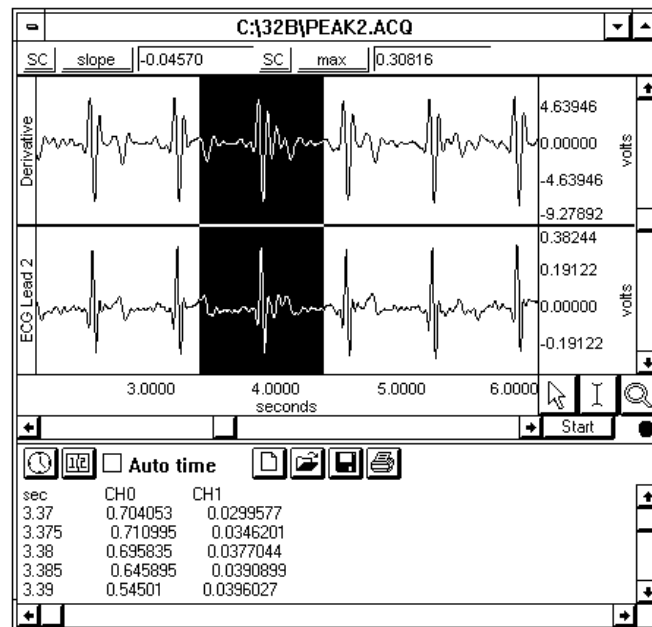 C:\32B\PEAK2.ACQ
SC slope -0.04570 SC max 0.30816
Derivative
4.63946
0.00000
-4.63946
-9.27892
volts
ECG Lead 2
0.38244
0.19122
0.00000
-0.19122
volts
3.0000 4.0000 5.0000 6.0000
seconds
Start
Auto time
sec CH0 CH1
3.37 0.704053 0.0299577
3.375 0.710995 0.0346201
3.38 0.695835 0.0377044
3.385 0.645895 0.0390899
3.39 0.54501 0.0396027